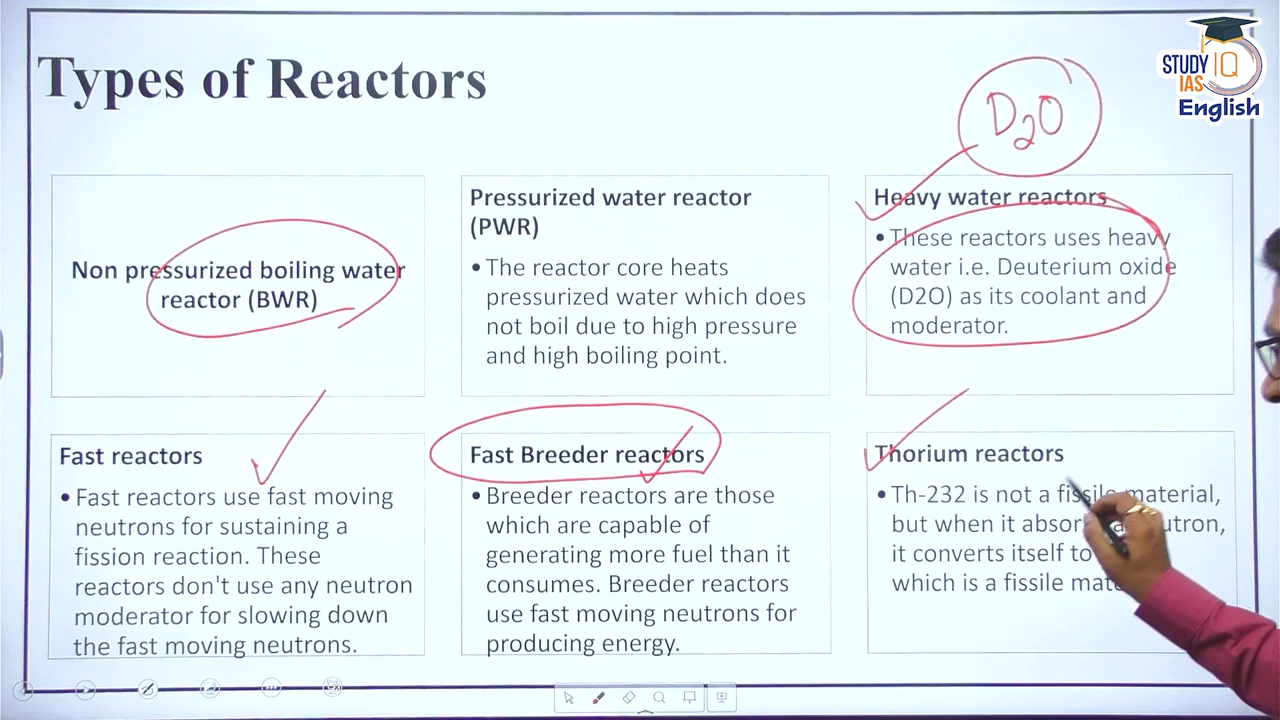 Types of Reactors
D2O
STUDY IQ
IAS
English
Non pressurized boiling water
reactor (BWR)
Pressurized water reactor
(PWR)
• The reactor core heats
pressurized water which does
not boil due to high pressure
and high boiling point.
Heavy water reactors
• These reactors uses heavy
water i.e. Deuterium oxide
(D2O) as its coolant and
moderator.
Fast reactors
• Fast reactors use fast moving
neutrons for sustaining a
fission reaction. These
reactors don't use any neutron
moderator for slowing down
the fast moving neutrons.
Fast Breeder reactors
• Breeder reactors are those
which are capable of
generating more fuel than it
consumes. Breeder reactors
use fast moving neutrons for
producing energy.
Thorium reactors
• Th-232 is not a fissile material,
but when it
it converts itself to
which is a fissile